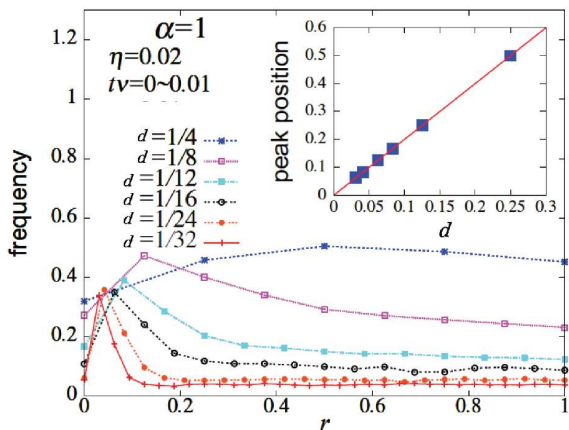 α=1
η=0.02
tν=0~0.01
d=1/4
d=1/8
d=1/12
d=1/16
d=1/24
d=1/32
frequency
1.2
1
0.8
0.6
0.4
0.2
0
0
0.2
0.4
0.6
0.8
1
r
peak position
0.6
0.5
0.4
0.3
0.2
0.1
0
0
0.05
0.1
0.15
0.2
0.25
0.3
d